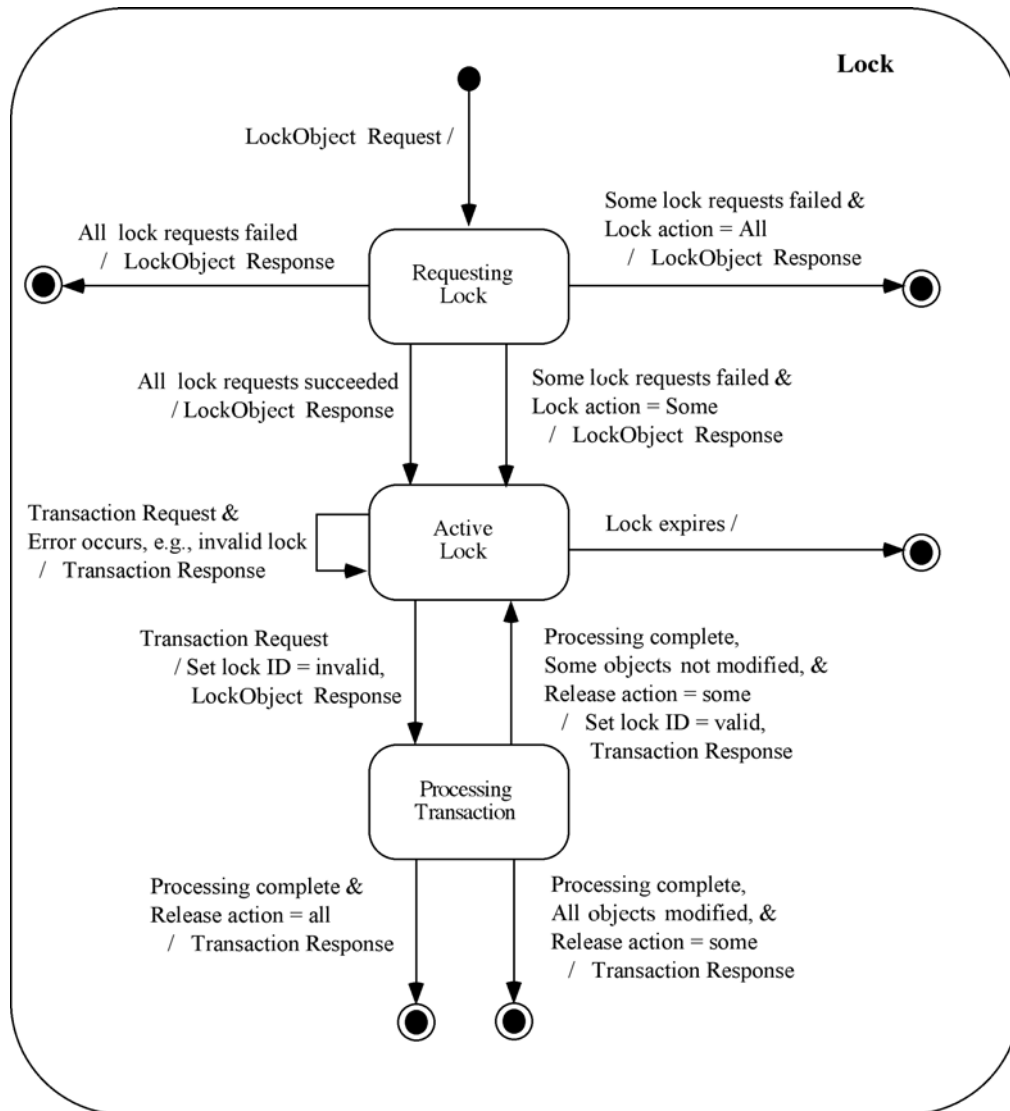 Lock
LockObject Request /
All lock requests failed
/ LockObject Response
Requesting
Lock
Some lock requests failed &
Lock action = All
/ LockObject Response
All lock requests succeeded
/ LockObject Response
Some lock requests failed &
Lock action = Some
/ LockObject Response
Transaction Request &
Error occurs, e.g., invalid lock
/ Transaction Response
Active
Lock
Lock expires /
Transaction Request
/ Set lock ID = invalid,
LockObject Response
Processing complete,
Some objects not modified, &
Release action = some
/ Set lock ID = valid,
Transaction Response
Processing
Transaction
Processing complete &
Release action = all
/ Transaction Response
Processing complete,
All objects modified, &
Release action = some
/ Transaction Response